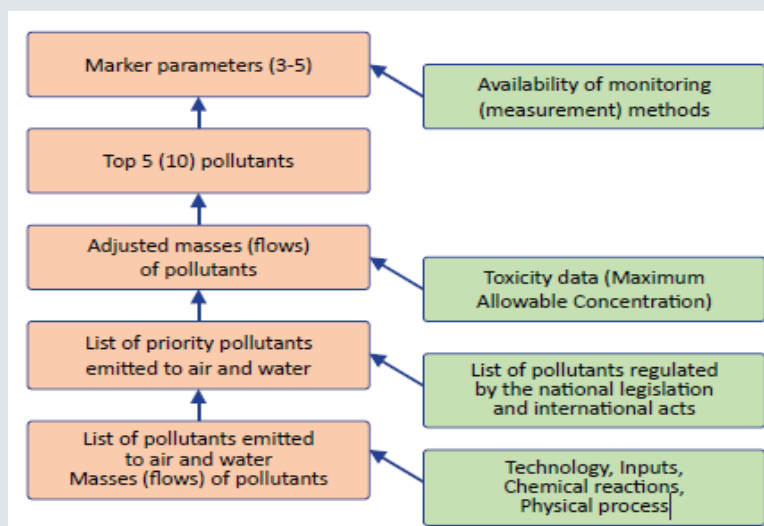 Marker parameters (3-5)
Availability of monitoring
(measurement) methods
Top 5 (10) pollutants
Adjusted masses (flows)
of pollutants
Toxicity data (Maximum
Allowable Concentration)
List of priority pollutants
emitted to air and water
List of pollutants regulated
by the national legislation
and international acts
List of pollutants emitted
to air and water
Masses (flows) of pollutants
Technology, Inputs,
Chemical reactions,
Physical process